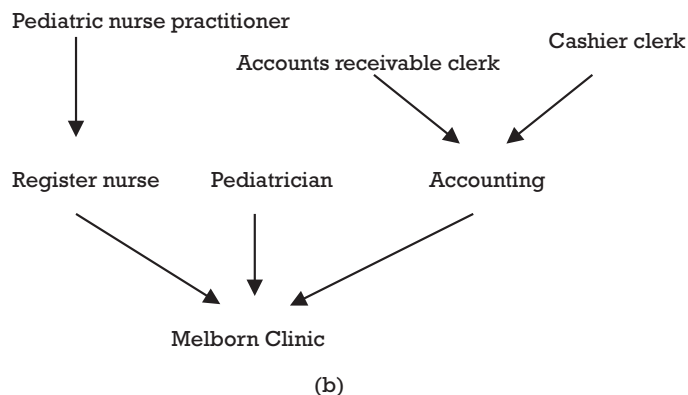 Pediatric nurse practitioner
Cashier clerk
Accounts receivable clerk
Register nurse
Pediatrician
Accounting
Melborn Clinic
(b)